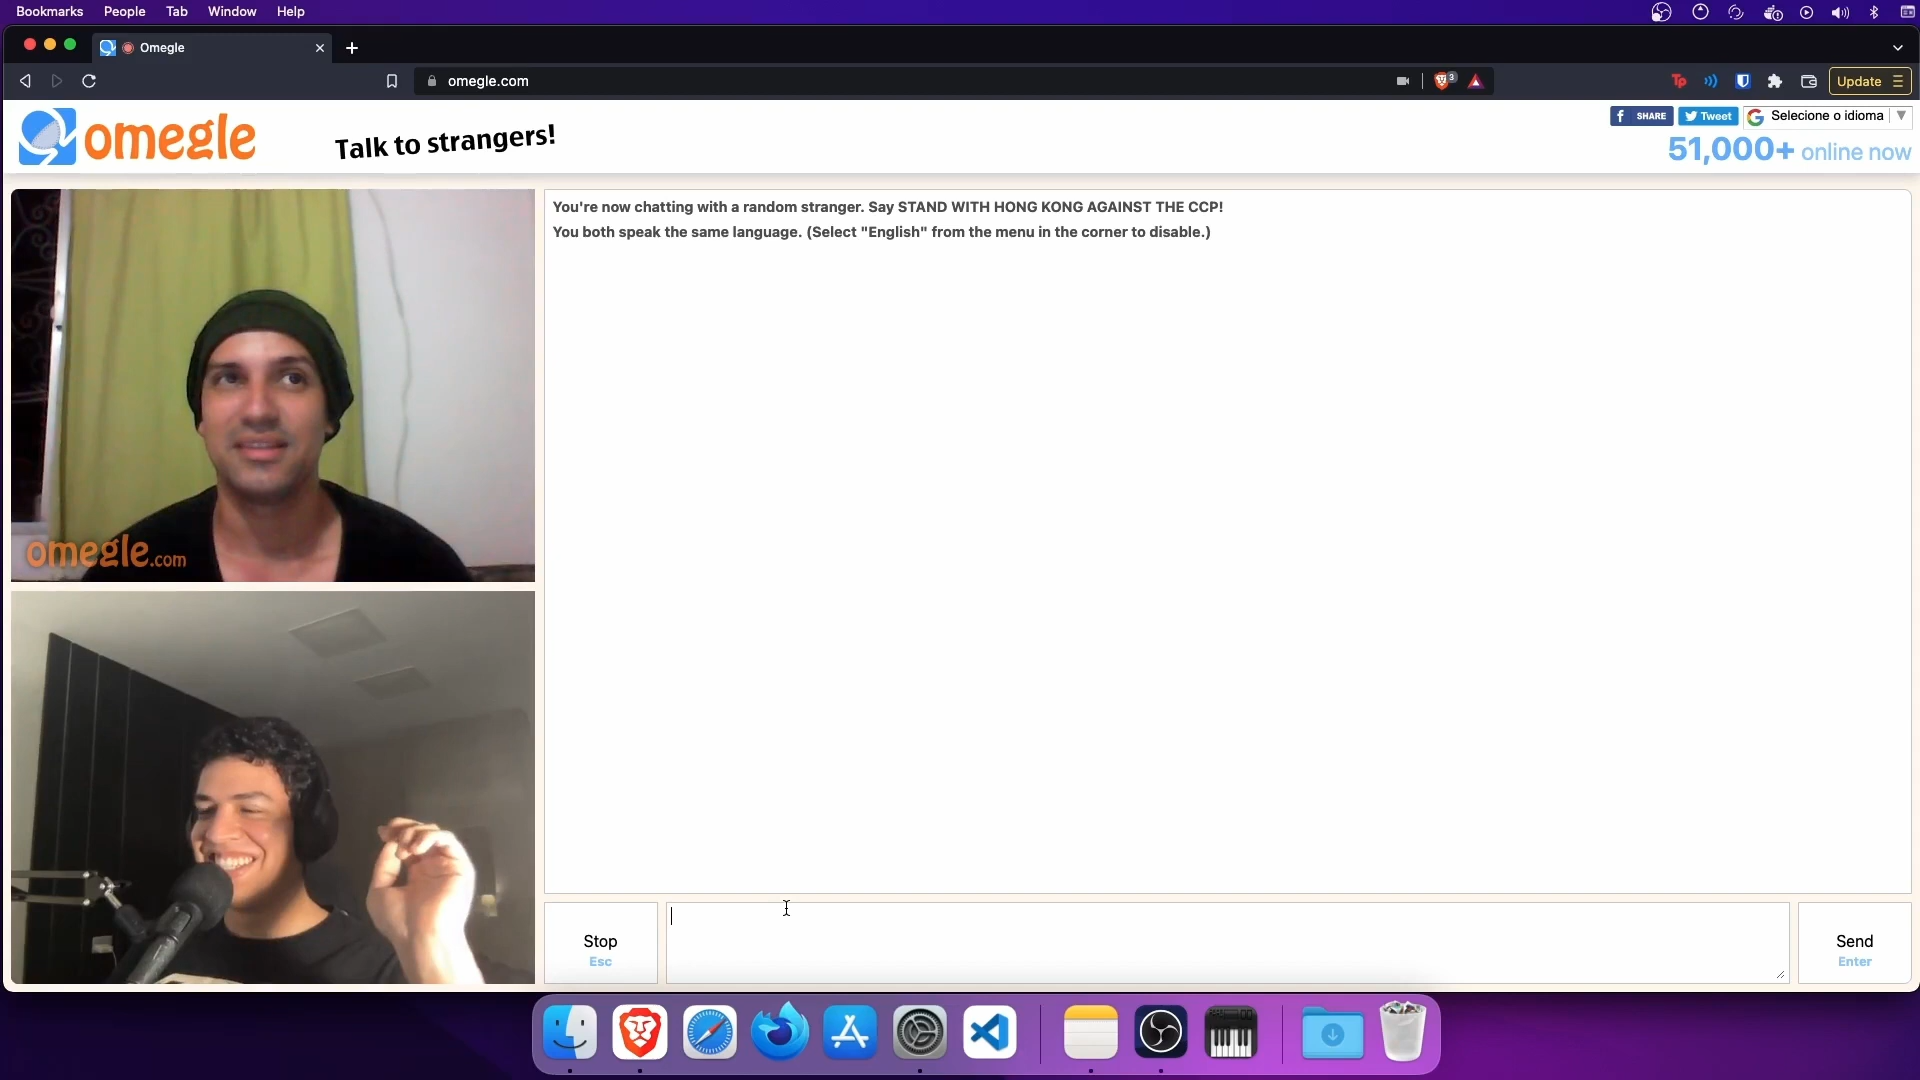 Bookmarks People Tab Window Help
Omegle
omegle.com
3
Tp
Update
omegle
Talk to strangers!
SHARE
Tweet
Selecione o idioma
51,000+ online now
You're now chatting with a random stranger. Say STAND WITH HONG KONG AGAINST THE CCP!
You both speak the same language. (Select "English" from the menu in the corner to disable.)
omegle.com
Stop
Esc
Send
Enter